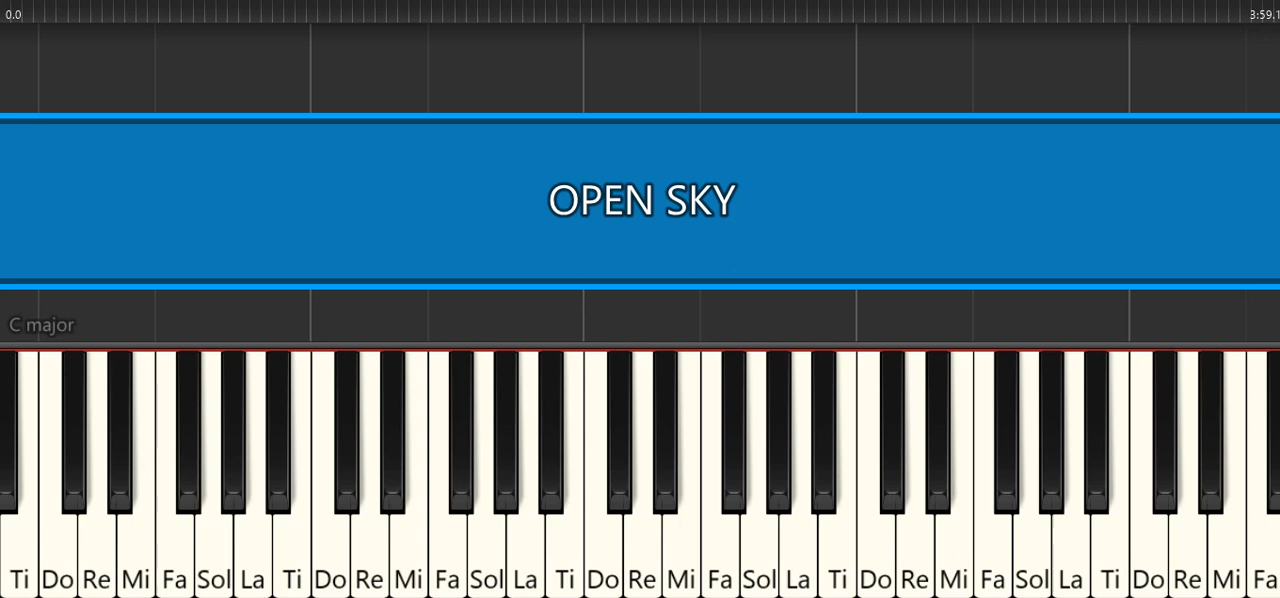 0.0 3:59.1
OPEN SKY
C major
Ti Do Re Mi Fa Sol La Ti Do Re Mi Fa Sol La Ti Do Re Mi Fa Sol La Ti Do Re Mi Fa Sol La Ti Do Re Mi Fa